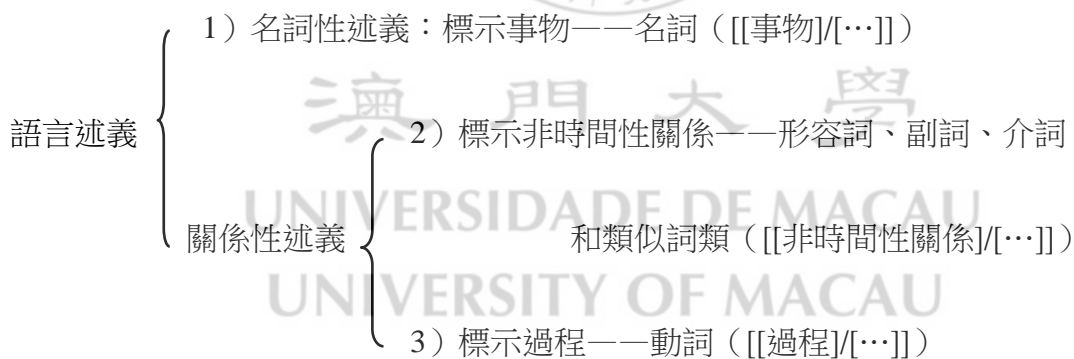 1）名詞性述義：標示事物——名詞（[[事物]/[…]]）
澳門大學
語言述義
2）標示非時間性關係——形容詞、副詞、介詞
UNIVERSIDADE DE MACAU
關係性述義
和類似詞類（[[非時間性關係]/[…]]）
UNIVERSITY OF MACAU
3）標示過程——動詞（[[過程]/[…]]）